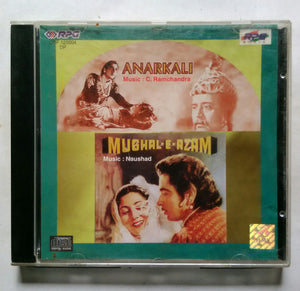 RPG
ANARKALI
Music : C. Ramchandra
MUGHAL-E-AZAM
Music : Naushad